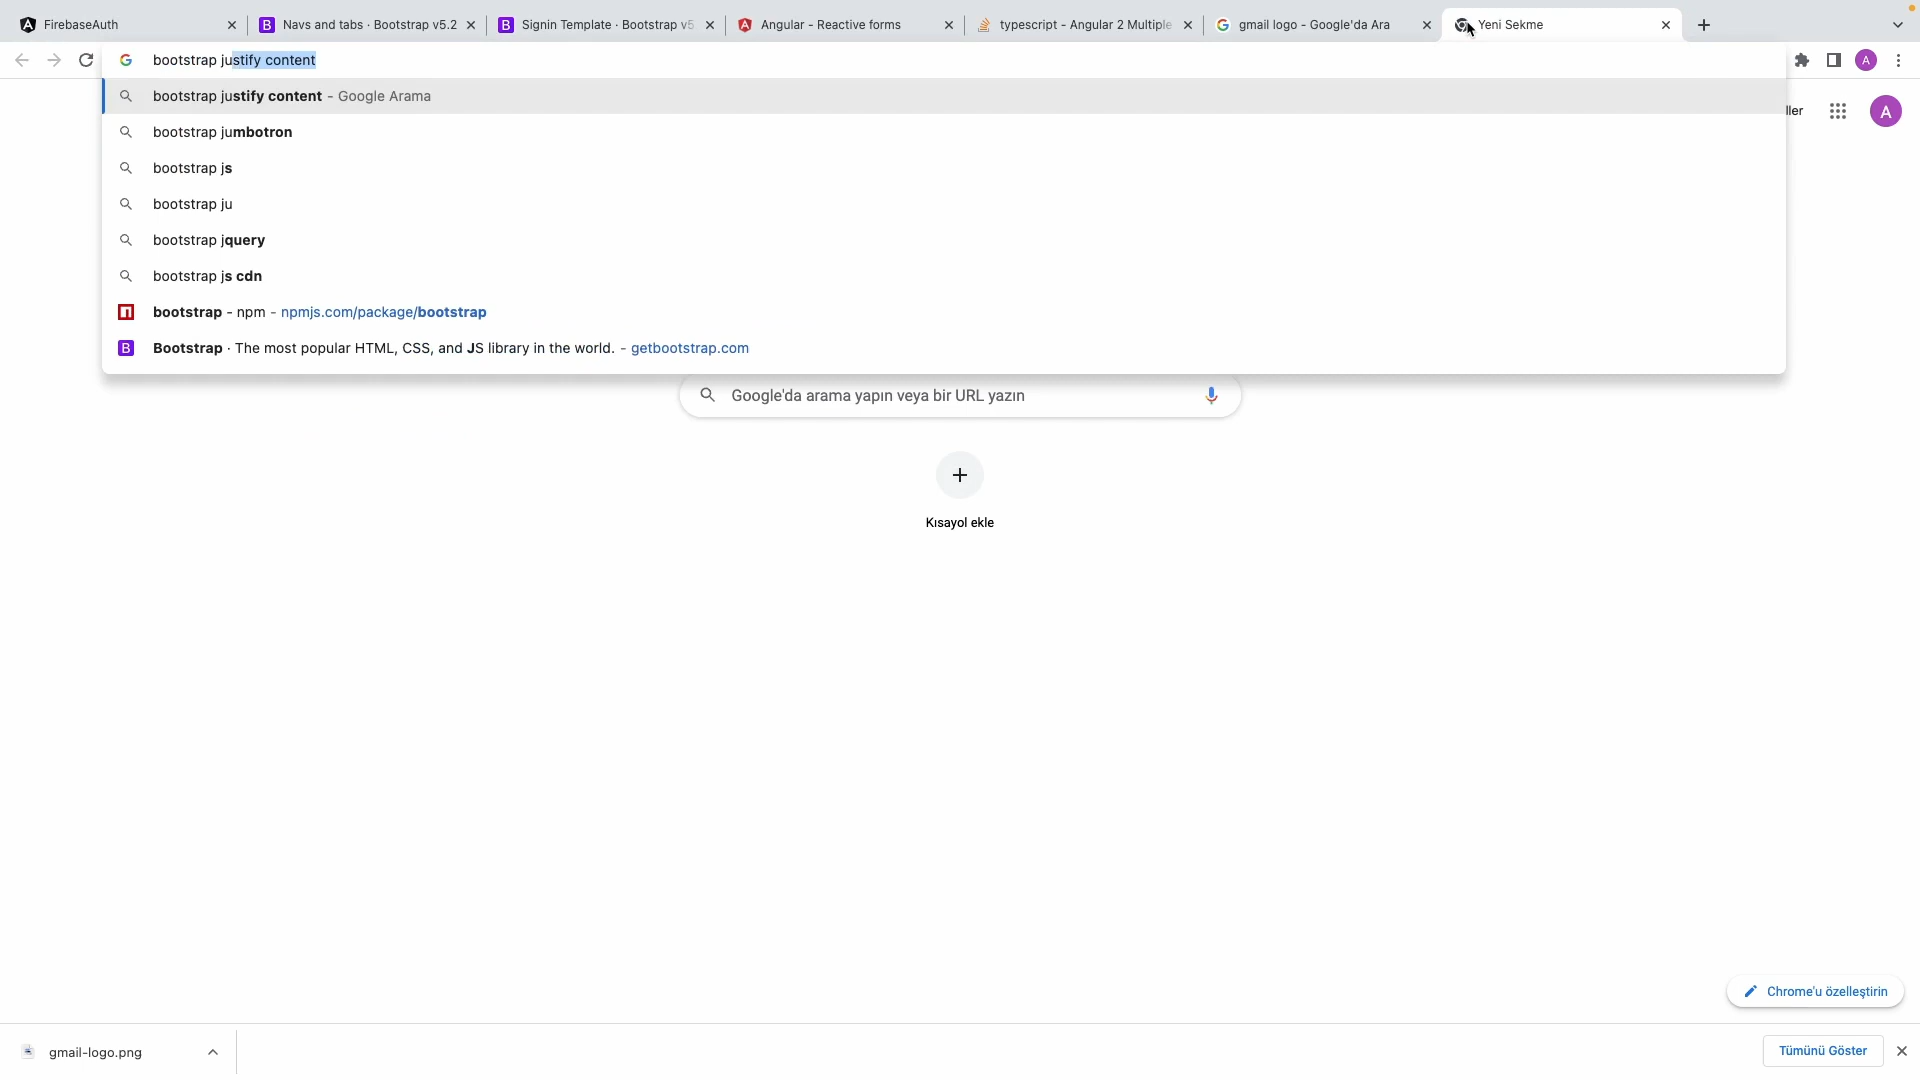 FirebaseAuth
Navs and tabs · Bootstrap v5.2
Signin Template · Bootstrap v5
Angular - Reactive forms
typescript - Angular 2 Multiple
gmail logo - Google'da Ara
Yeni Sekme
bootstrap justify content
A
bootstrap justify content - Google Arama
ller
A
bootstrap jumbotron
bootstrap js
bootstrap ju
bootstrap jquery
bootstrap js cdn
bootstrap - npm - npmjs.com/package/bootstrap
Bootstrap · The most popular HTML, CSS, and JS library in the world. - getbootstrap.com
Google'da arama yapın veya bir URL yazın
Kısayol ekle
Chrome'u özelleştirin
gmail-logo.png
Tümünü Göster